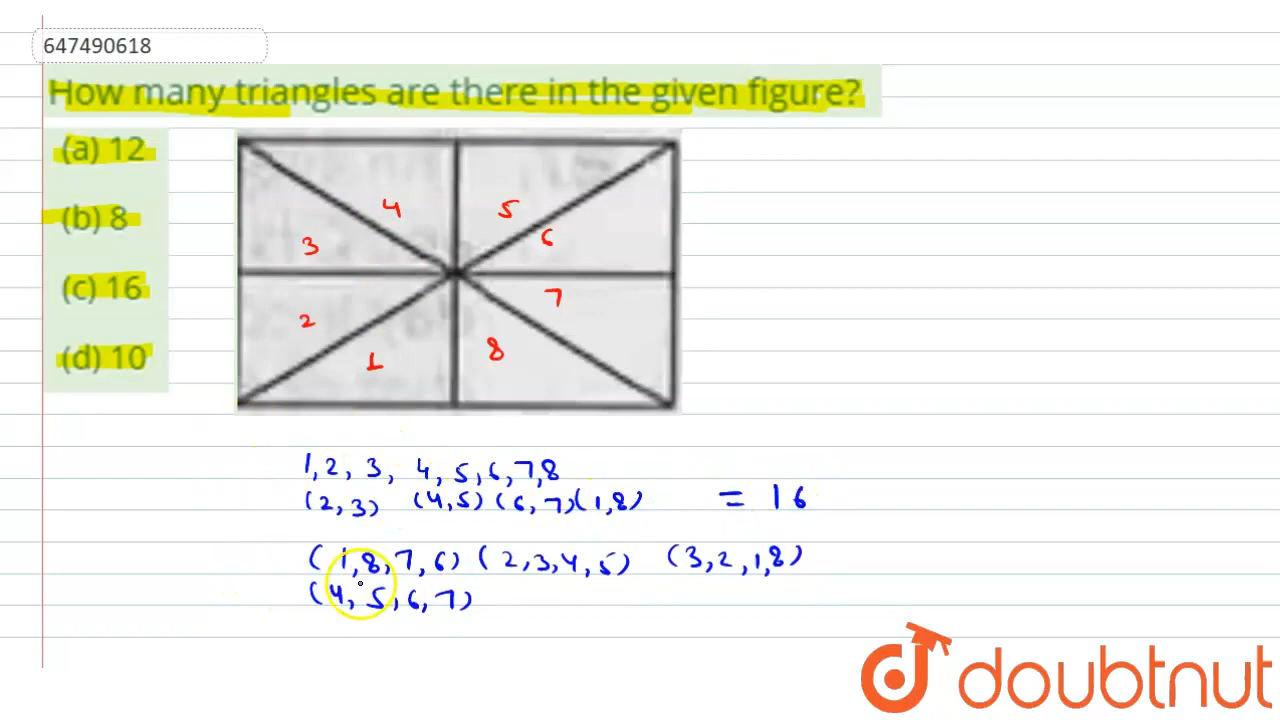 647490618
How many triangles are there in the given figure?
(a) 12
(b) 8
(c) 16
(d) 10
4 5
3 6
2 7
1 8
1,2, 3, 4, 5, 6, 7, 8
(2, 3) (4,5) (6, 7) (1,8) = 16
(1,8, 7, 6) (2,3,4, 5) (3,2,1,8)
(4, 5, 6, 7)
doubtnut